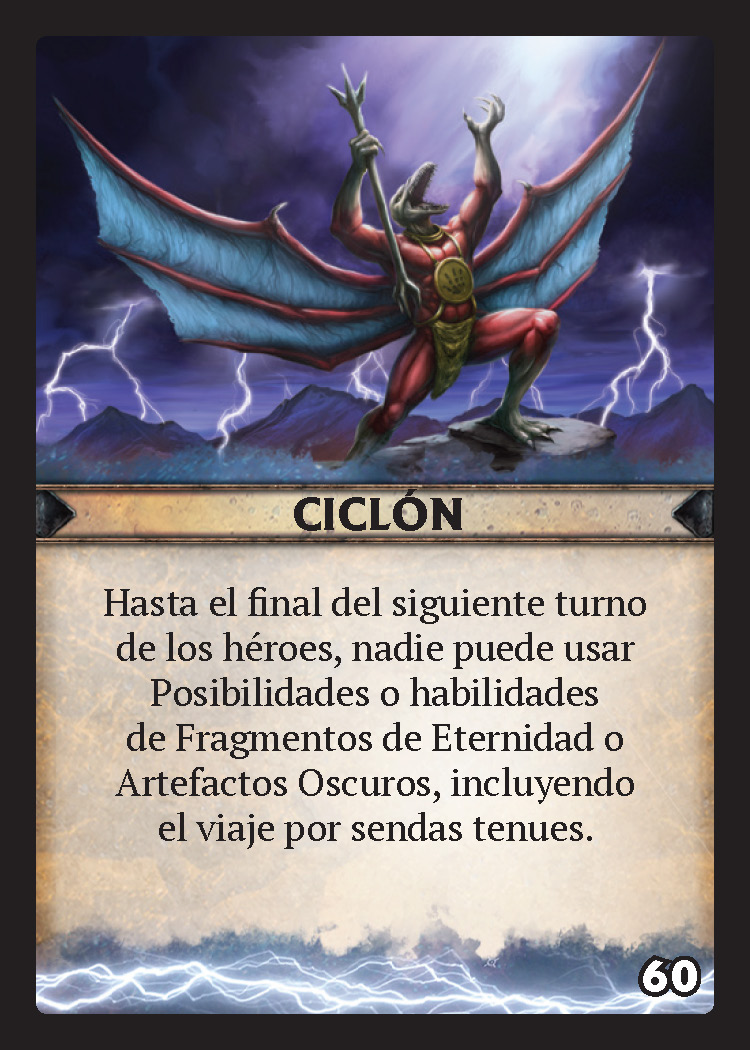 CICLÓN
Hasta el final del siguiente turno
de los héroes, nadie puede usar
Posibilidades o habilidades
de Fragmentos de Eternidad o
Artefactos Oscuros, incluyendo
el viaje por sendas tenues.
60